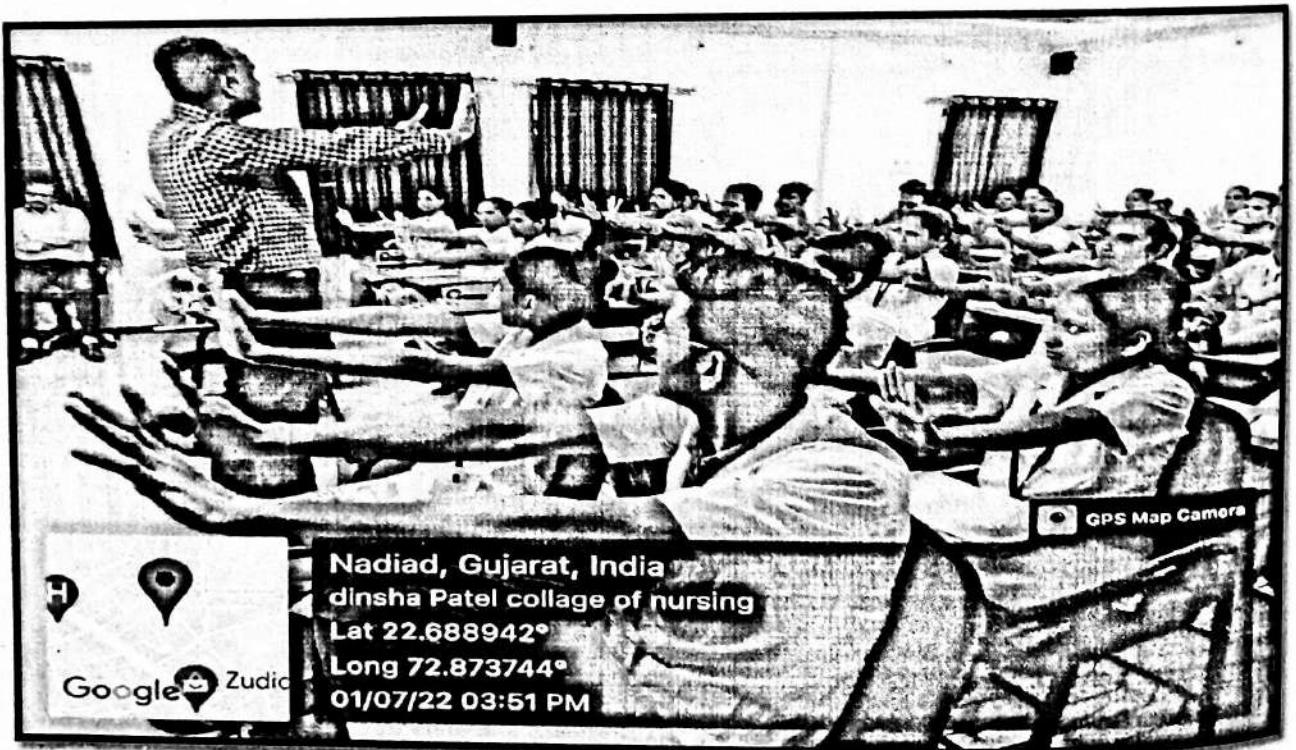 GPS Map Camera
Nadiad, Gujarat, India
dinsha Patel collage of nursing
Lat 22.688942°
Long 72.873744°
01/07/22 03:51 PM
H
Google
Zudio